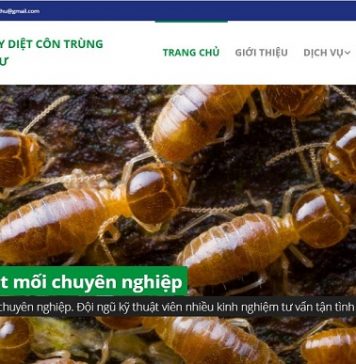 hu@gmail.com
Y DIỆT CÔN TRÙNG
Ư
TRANG CHỦ GIỚI THIỆU DỊCH VỤ
t mối chuyên nghiệp
chuyên nghiệp. Đội ngũ kỹ thuật viên nhiều kinh nghiệm tư vấn tận tình